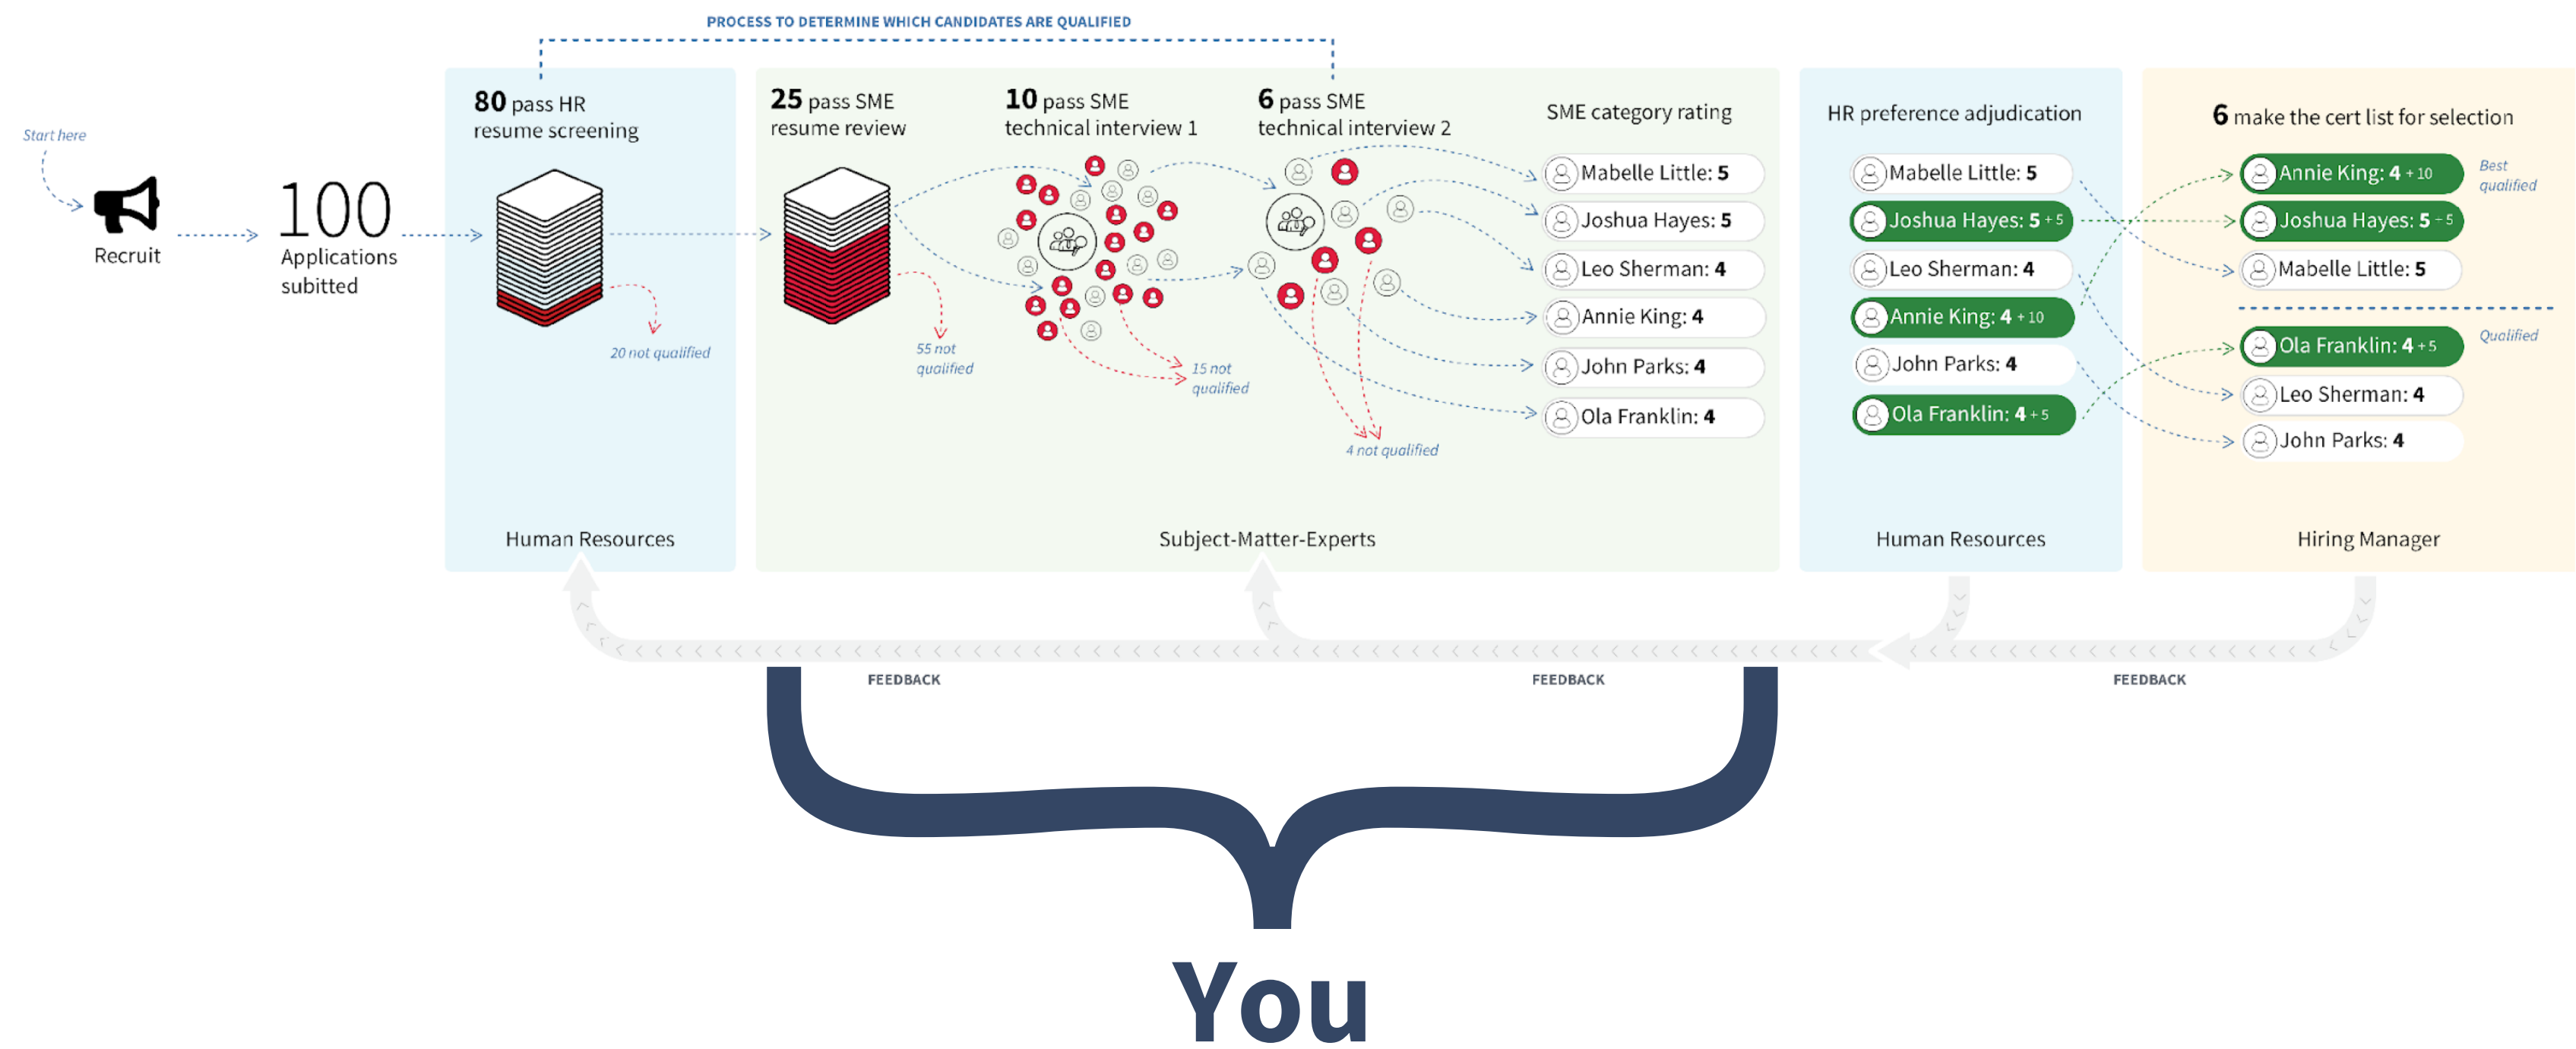 PROCESS TO DETERMINE WHICH CANDIDATES ARE QUALIFIED
Start here
Recruit
100
Applications
subitted
80 pass HR
resume screening
20 not qualified
Human Resources
25 pass SME
resume review
55 not
qualified
10 pass SME
technical interview 1
15 not
qualified
6 pass SME
technical interview 2
4 not qualified
SME category rating
Mabelle Little: 5
Joshua Hayes: 5
Leo Sherman: 4
Annie King: 4
John Parks: 4
Ola Franklin: 4
Subject-Matter-Experts
HR preference adjudication
Mabelle Little: 5
Joshua Hayes: 5 + 5
Leo Sherman: 4
Annie King: 4 + 10
John Parks: 4
Ola Franklin: 4 + 5
Human Resources
6 make the cert list for selection
Annie King: 4 + 10
Best
qualified
Joshua Hayes: 5 + 5
Mabelle Little: 5
Ola Franklin: 4 + 5
Qualified
Leo Sherman: 4
John Parks: 4
Hiring Manager
FEEDBACK
FEEDBACK
FEEDBACK
You